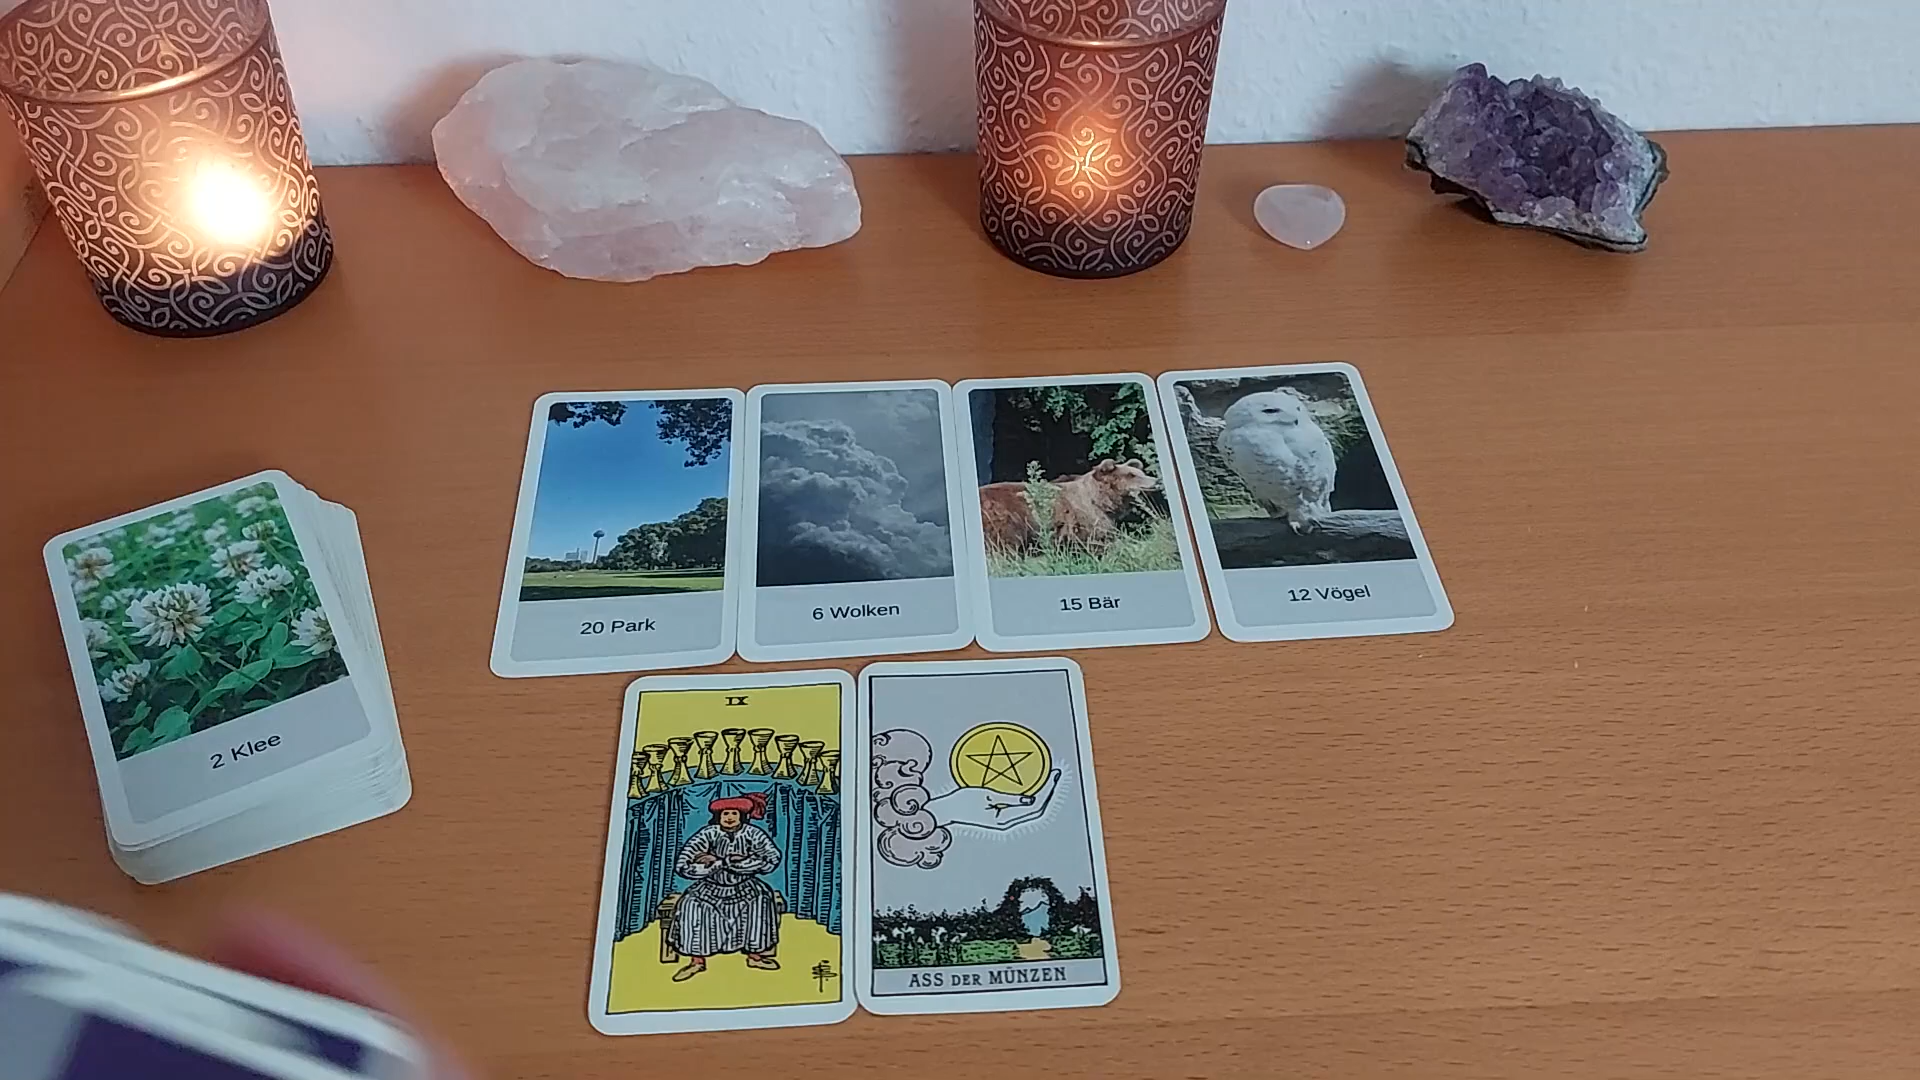 20 Park
6 Wolken
15 Bär
12 Vögel
2 Klee
IX
ASS DER MÜNZEN